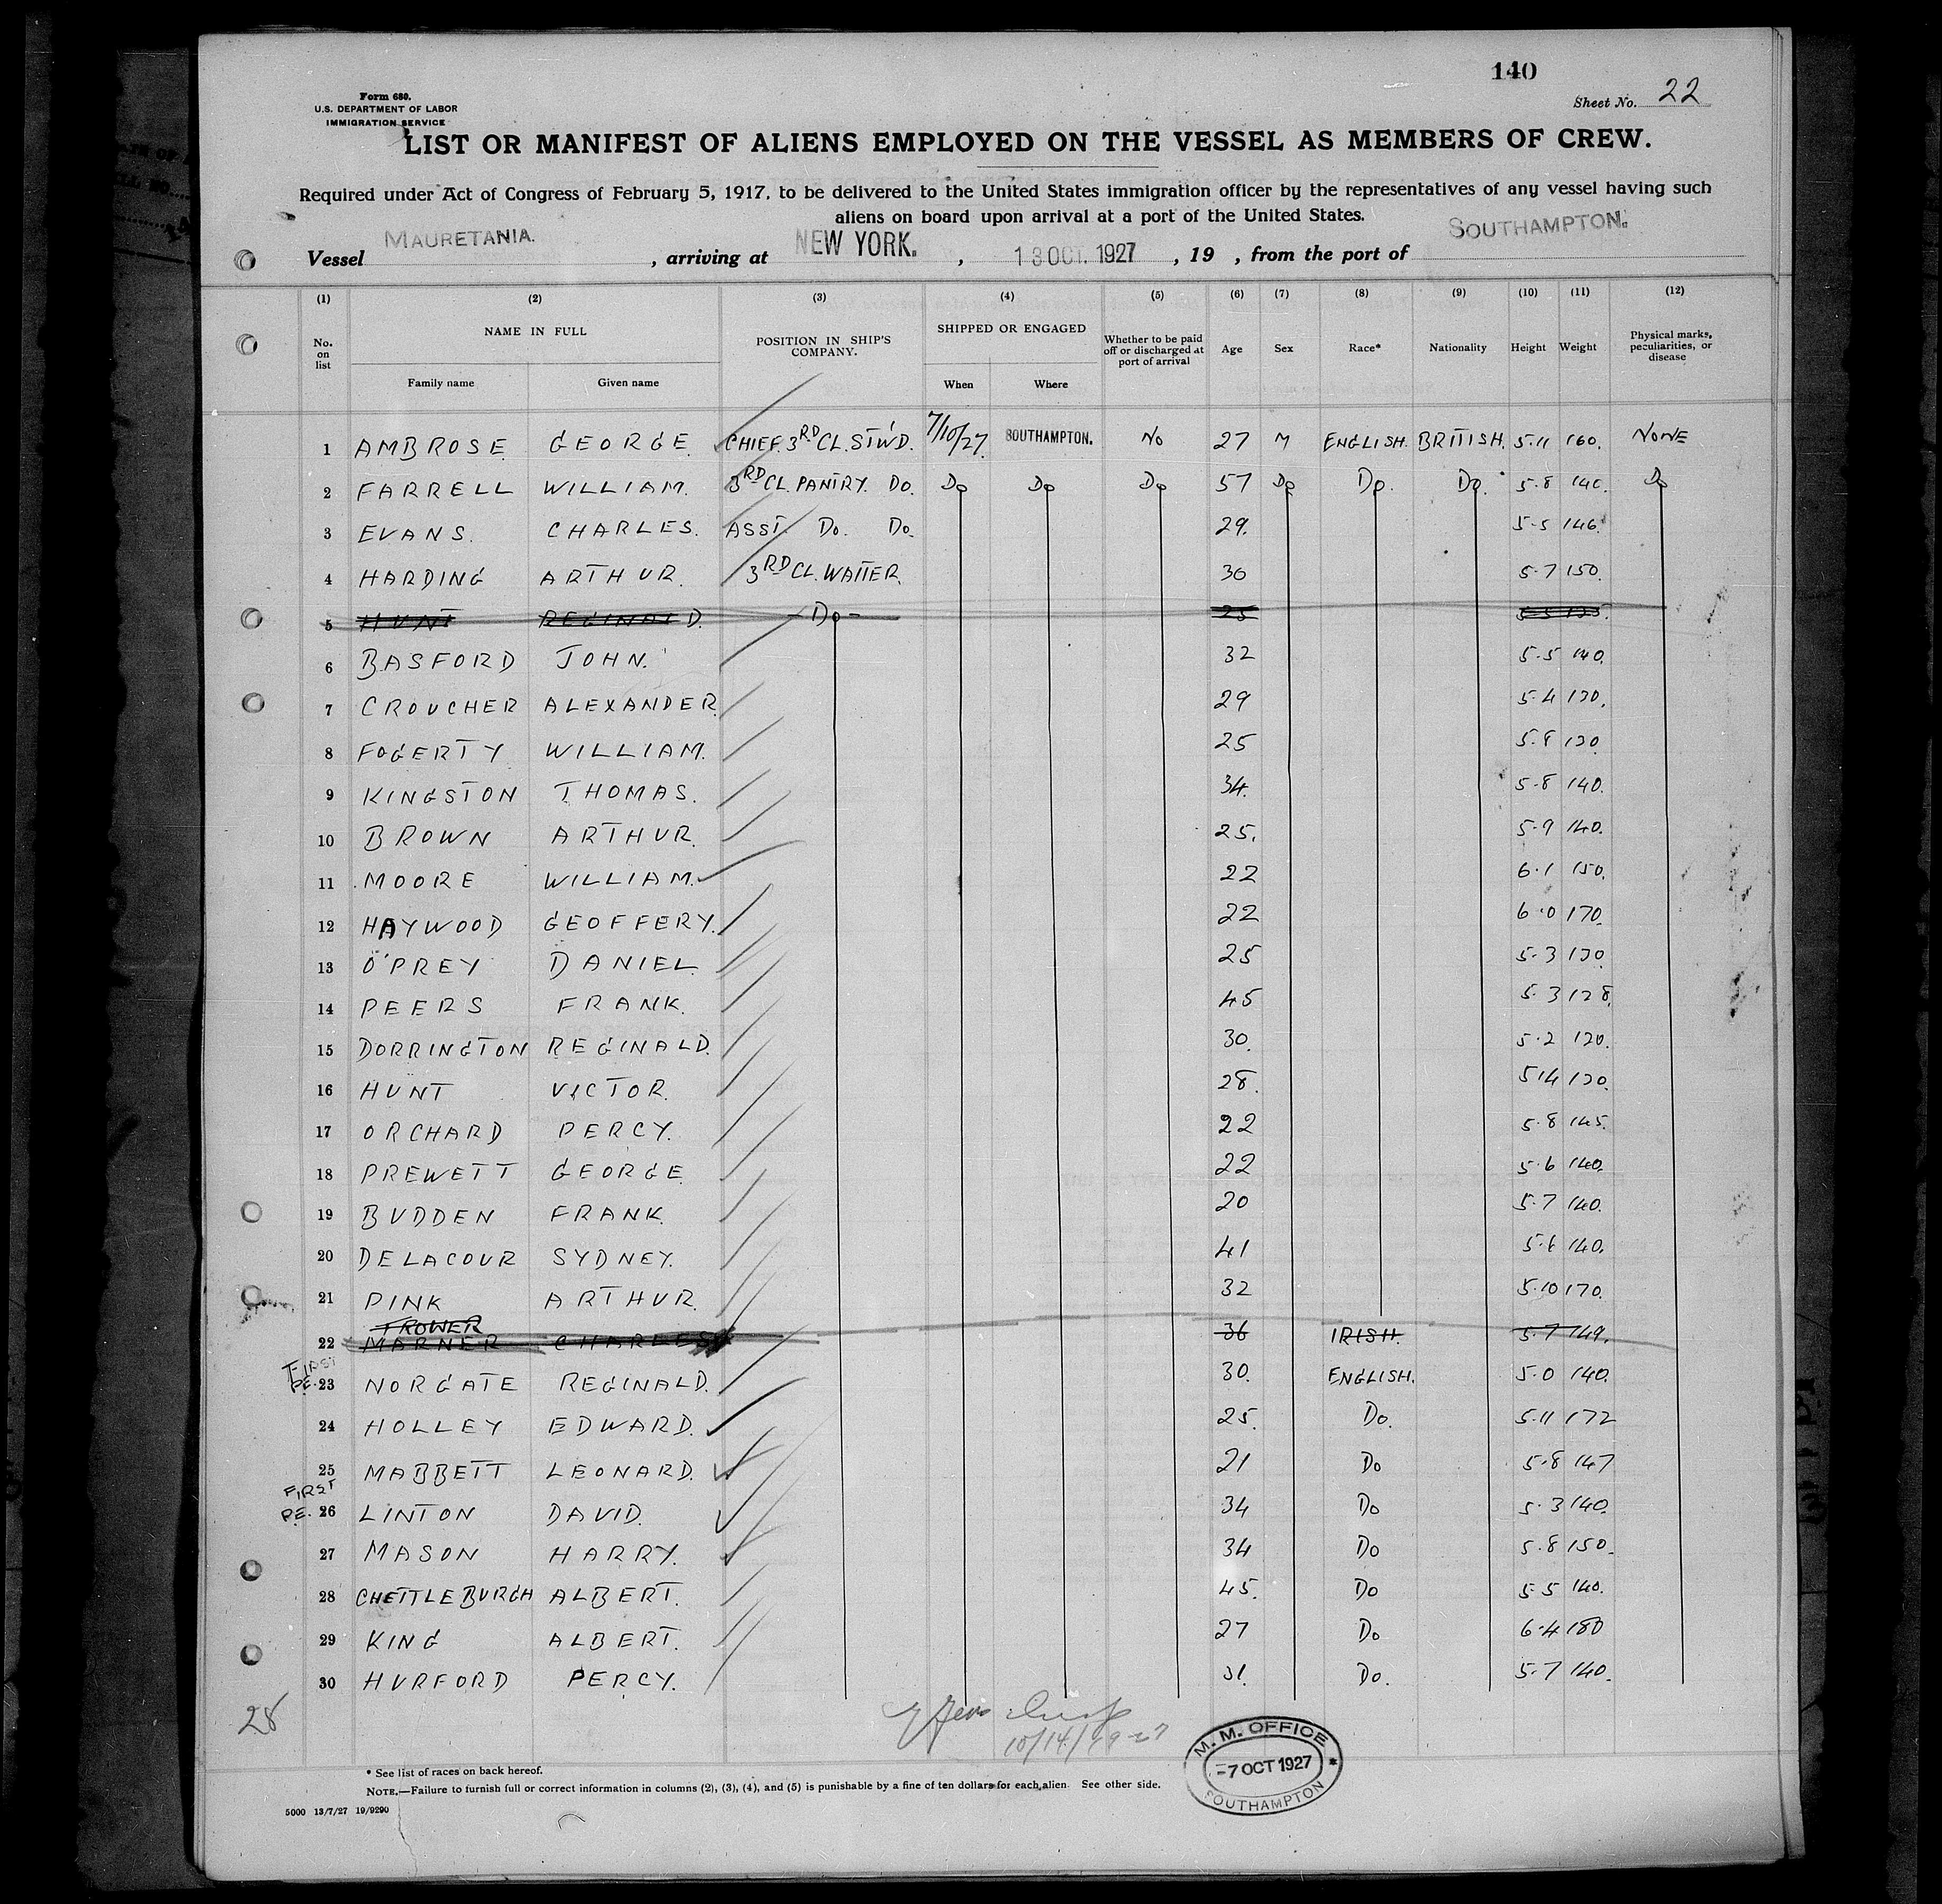 140
Form 680.
U.S. DEPARTMENT OF LABOR
IMMIGRATION SERVICE
Sheet No. 22
LIST OR MANIFEST OF ALIENS EMPLOYED ON THE VESSEL AS MEMBERS OF CREW.
Required under Act of Congress of February 5, 1917, to be delivered to the United States immigration officer by the representatives of any vessel having such
aliens on board upon arrival at a port of the United States.
Vessel MAURETANIA. , arriving at NEW YORK. , 13 OCT. 1927 , 19 , from the port of SOUTHAMPTON.
(1) (2) (3) (4) (5) (6) (7) (8) (9) (10) (11) (12)
No. on list NAME IN FULL POSITION IN SHIP'S COMPANY. SHIPPED OR ENGAGED Whether to be paid off or discharged at port of arrival Age Sex Race* Nationality Height Weight Physical marks, peculiarities, or disease
Family name Given name When Where
1 AMBROSE GEORGE CHIEF. 3RD CL. STW'D. 7/10/27. SOUTHAMPTON. No 27 M ENGLISH. BRITISH. 5.11 160. NONE
2 FARRELL WILLIAM. 3RD CL. PANTRY. DO. Do Do Do 57 Do Do. Do. 5.8 140. Do
3 EVANS. CHARLES. ASST Do. Do. 29. 5.5 146.
4 HARDING ARTHUR. 3RD CL. WAITER. 30 5.7 150.
5 HUNT REGINALD. -Do- 25 5.5 125.
6 BASFORD JOHN. 32 5.5 140.
7 CROUCHER ALEXANDER. 29 5.4 130.
8 FOGERTY WILLIAM. 25 5.8 130.
9 KINGSTON THOMAS. 34. 5.8 140.
10 BROWN ARTHUR. 25. 5.9 140.
11 MOORE WILLIAM. 22 6.1 150.
12 HAYWOOD GEOFFERY. 22 6.0 170.
13 O'PREY DANIEL. 25 5.3 130.
14 PEERS FRANK. 45 5.3 128.
15 DORRINGTON REGINALD. 30. 5.2 120.
16 HUNT VICTOR. 28. 5.4 130.
17 ORCHARD PERCY. 22 5.8 145.
18 PREWETT GEORGE. 22 5.6 140.
19 BUDDEN FRANK. 20 5.7 140.
20 DELACOUR SYDNEY. 41 5.6 140.
21 PINK ARTHUR. 32 5.10 170.
TROWER
22 MARNER CHARLES 36 IRISH. 5.7 149.
FIRST
PE. 23 NORGATE REGINALD. 30. ENGLISH. 5.0 140.
24 HOLLEY EDWARD. 25. Do. 5.11 172
25 MABBETT LEONARD. 21 Do 5.8 147
FIRST
PE. 26 LINTON DAVID. 34 Do 5.3 140.
27 MASON HARRY. 34 Do 5.8 150.
28 CHETTLEBURGH ALBERT. 45. Do 5.5 140.
29 KING ALBERT. 27 Do 6.4 180
30 HURFORD PERCY. 31. Do. 5.7 140.
28
10/14/1927
M. M. OFFICE
-7 OCT 1927
SOUTHAMPTON
* See list of races on back hereof.
NOTE.—Failure to furnish full or correct information in columns (2), (3), (4), and (5) is punishable by a fine of ten dollars for each alien. See other side.
5000 13/7/27 19/9290